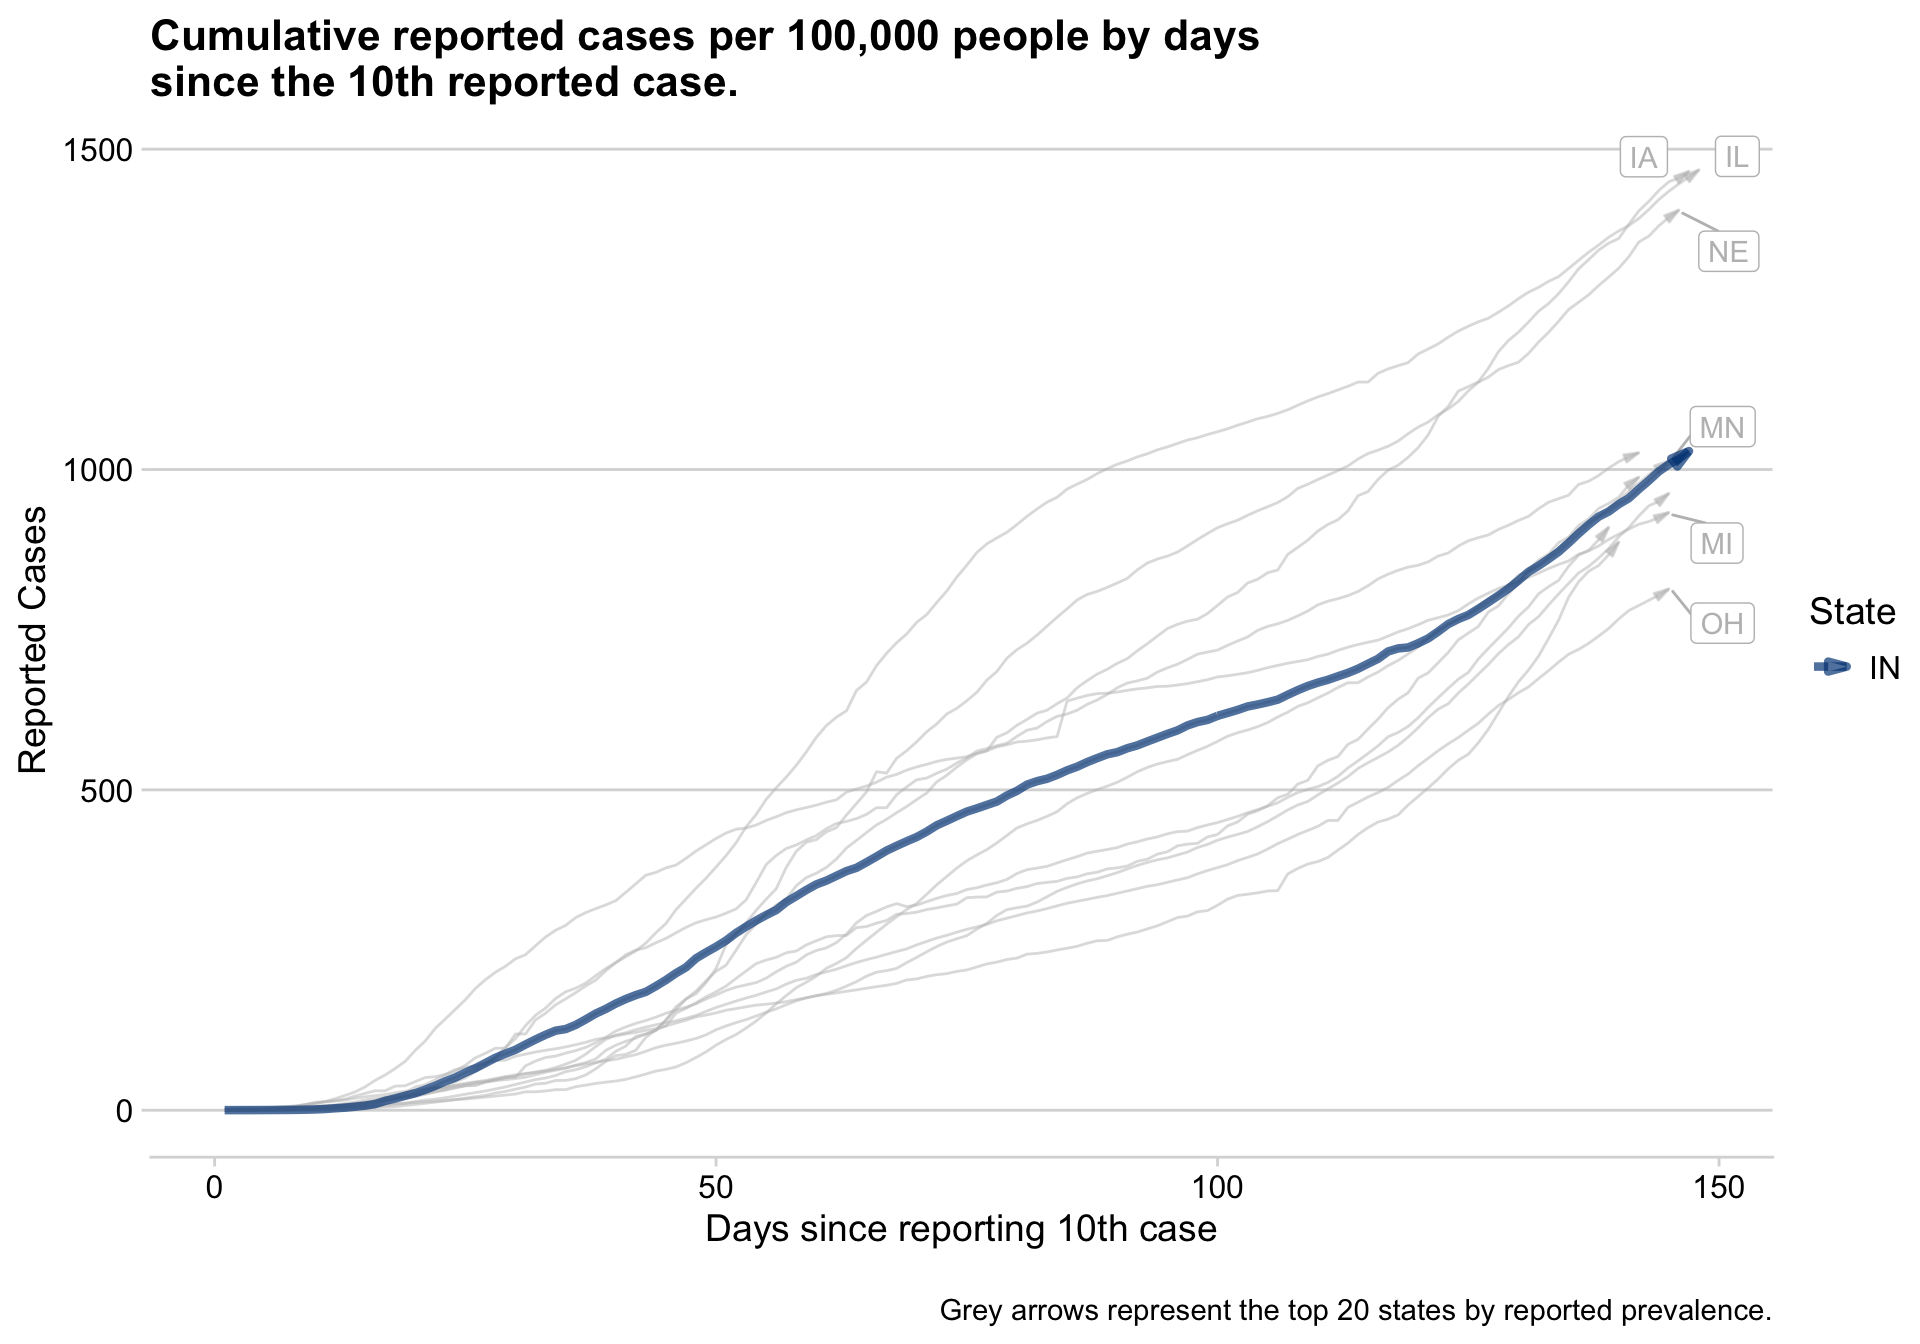 Cumulative reported cases per 100,000 people by days
since the 10th reported case.
1500
1000
500
0
Reported Cases
IA
IL
NE
MN
MI
OH
State
IN
0
50
100
150
Days since reporting 10th case
Grey arrows represent the top 20 states by reported prevalence.